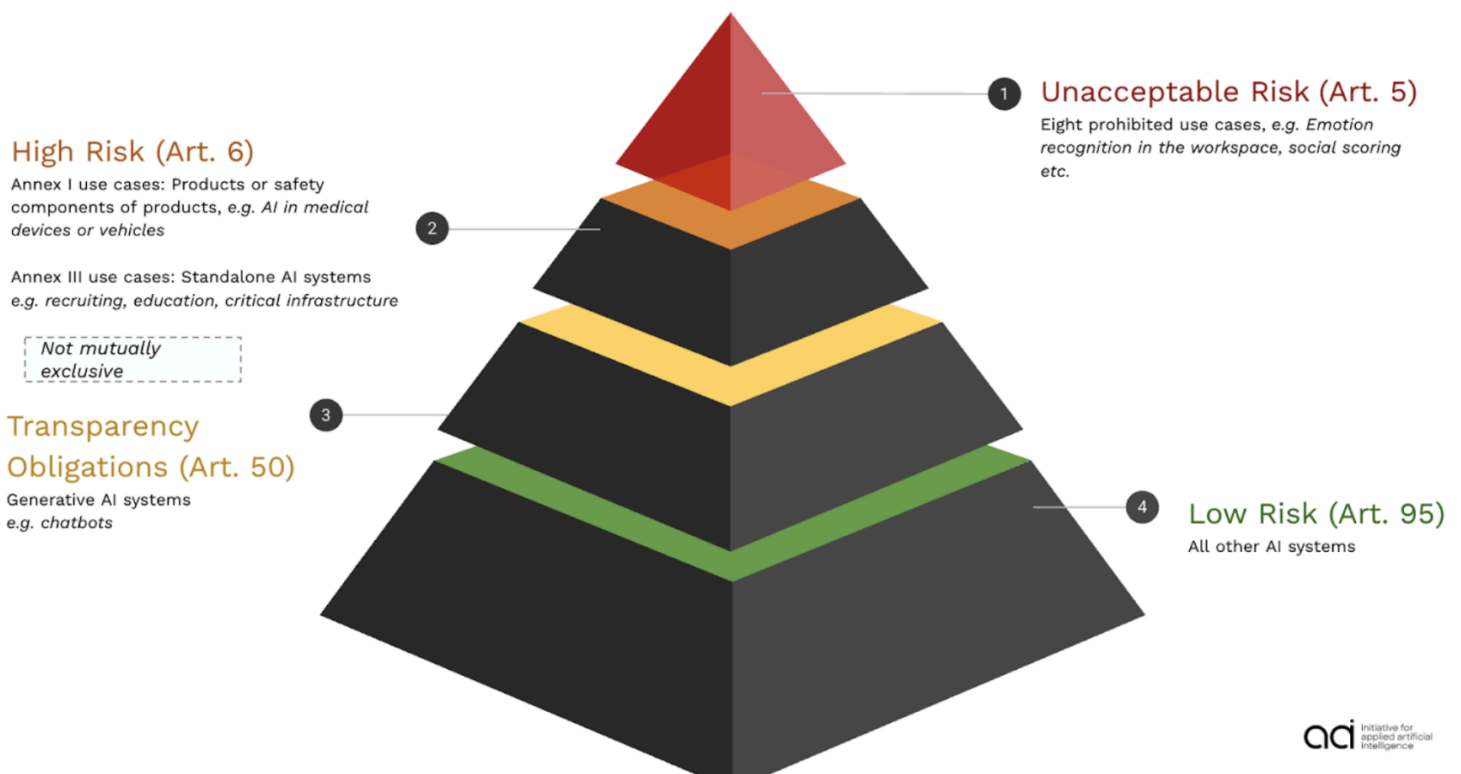 1
Unacceptable Risk (Art. 5)
Eight prohibited use cases, e.g. Emotion
recognition in the workspace, social scoring
etc.
High Risk (Art. 6)
Annex I use cases: Products or safety
components of products, e.g. AI in medical
devices or vehicles
2
Annex III use cases: Standalone AI systems
e.g. recruiting, education, critical infrastructure
Not mutually
exclusive
3
Transparency
Obligations (Art. 50)
Generative AI systems
e.g. chatbots
4
Low Risk (Art. 95)
All other AI systems
aai
Initiative for
applied artificial
intelligence